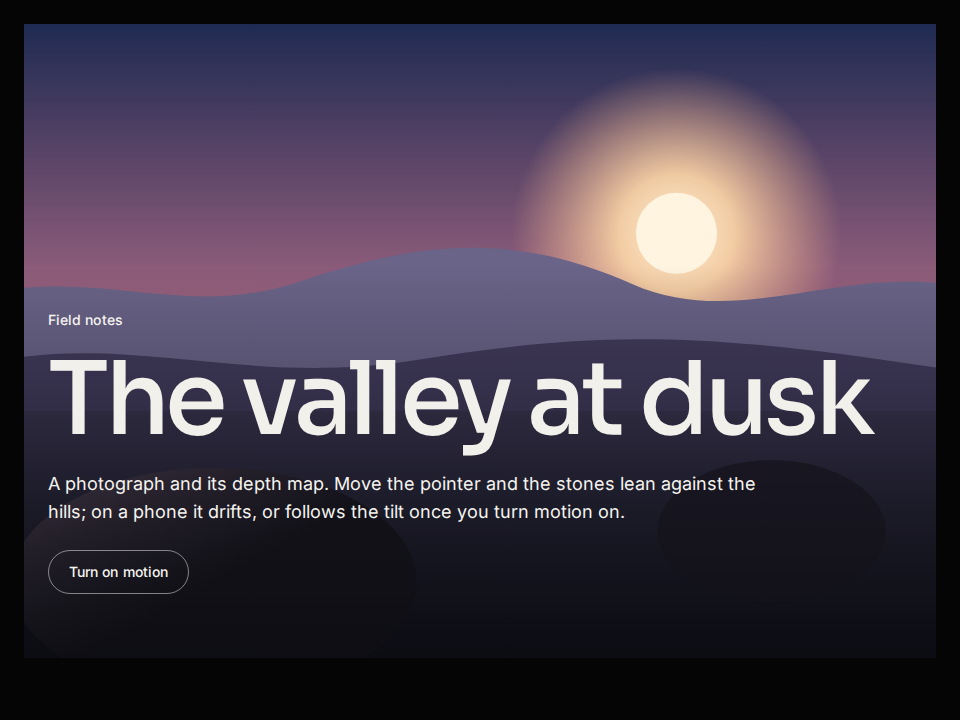 Field notes
The valley at dusk
A photograph and its depth map. Move the pointer and the stones lean against the
hills; on a phone it drifts, or follows the tilt once you turn motion on.
Turn on motion